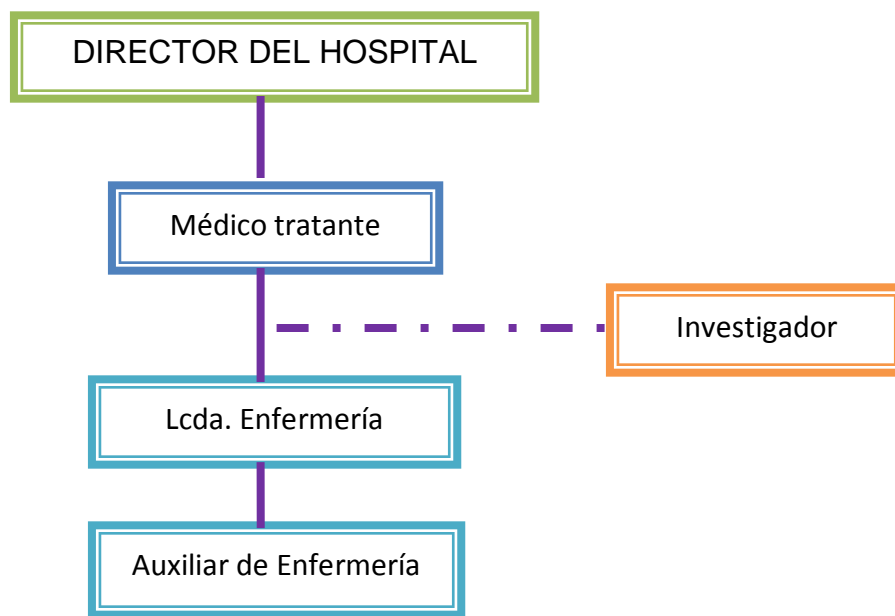 DIRECTOR DEL HOSPITAL
Médico tratante
Investigador
Lcda. Enfermería
Auxiliar de Enfermería